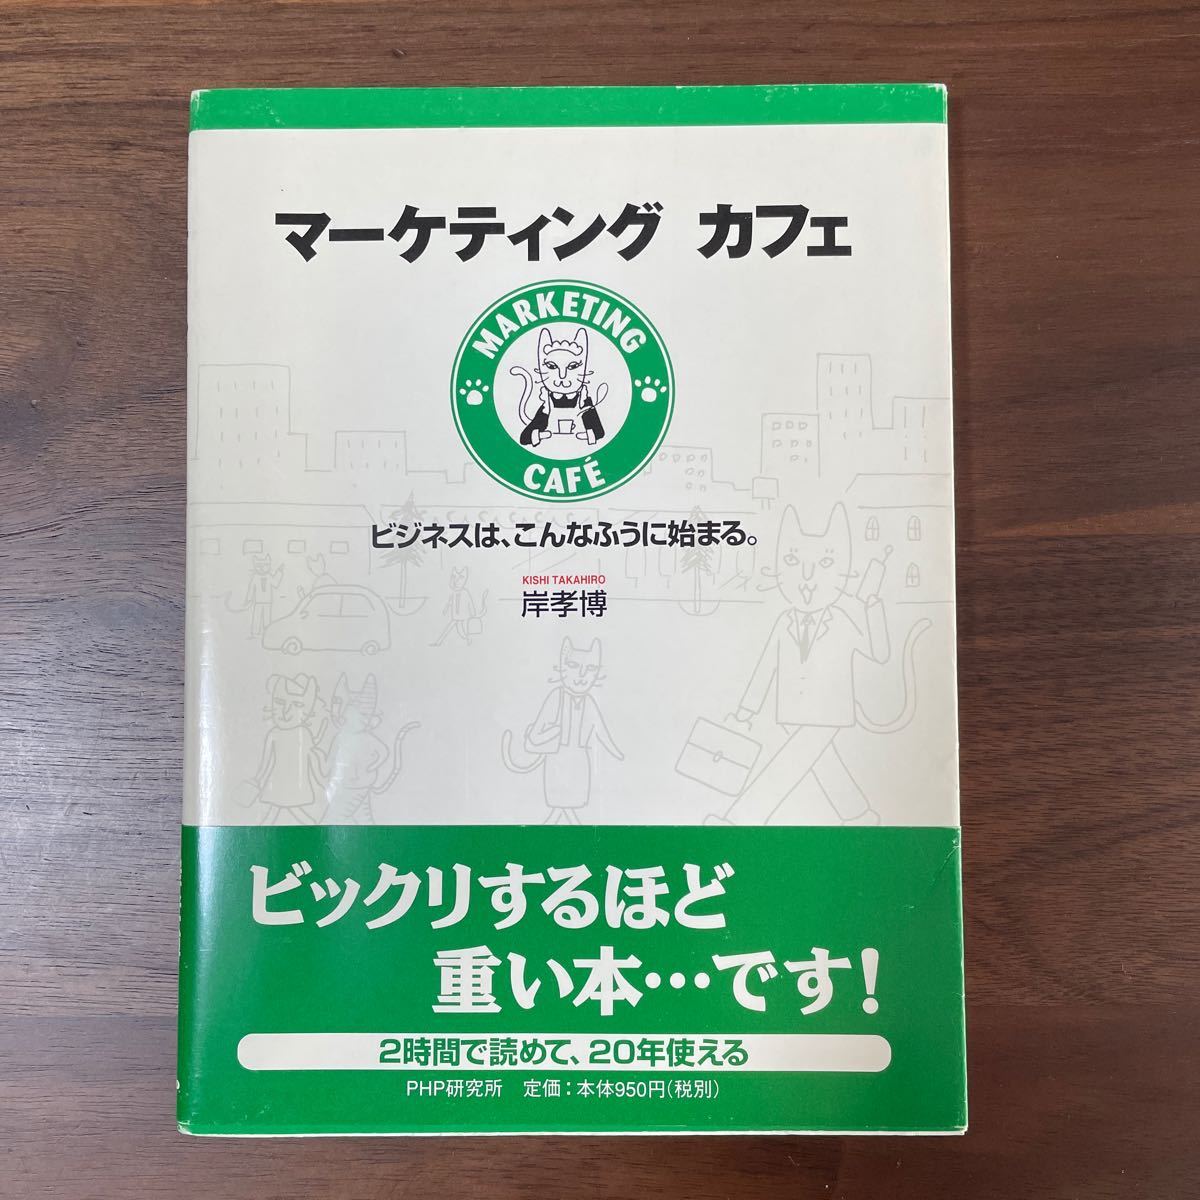 マーケティング カフェ
MARKETING
CAFÉ
ビジネスは、こんなふうに始まる。
KISHI TAKAHIRO
岸孝博
ビックリするほど
重い本…です!
2時間で読めて、20年使える
PHP研究所 定価:本体950円(税別)